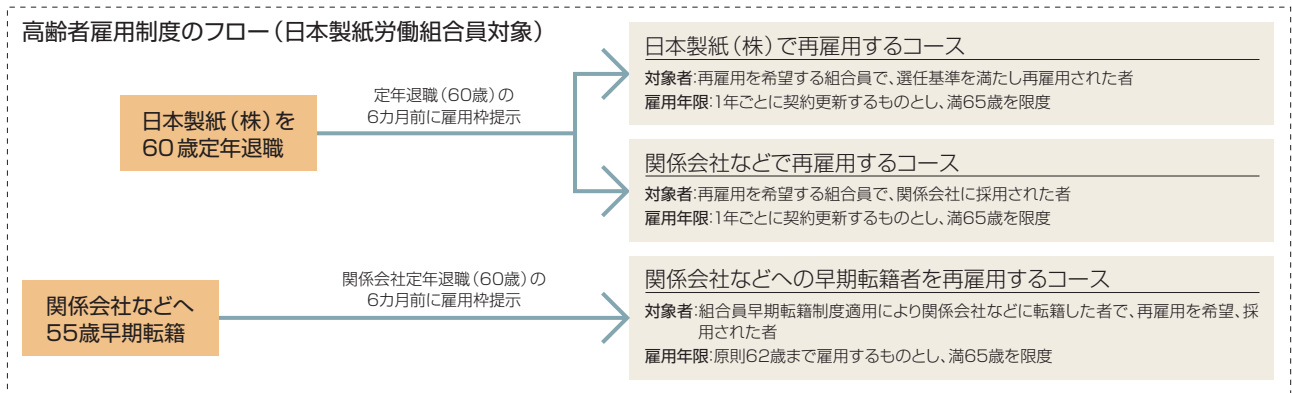 高齢者雇用制度のフロー(日本製紙労働組合員対象)
日本製紙(株)を
60歳定年退職
定年退職(60歳)の
6カ月前に雇用枠提示
日本製紙(株)で再雇用するコース
対象者:再雇用を希望する組合員で、選任基準を満たし再雇用された者
雇用年限:1年ごとに契約更新するものとし、満65歳を限度
関係会社などで再雇用するコース
対象者:再雇用を希望する組合員で、関係会社に採用された者
雇用年限:1年ごとに契約更新するものとし、満65歳を限度
関係会社などへ
55歳早期転籍
関係会社定年退職(60歳)の
6カ月前に雇用枠提示
関係会社などへの早期転籍者を再雇用するコース
対象者:組合員早期転籍制度適用により関係会社などに転籍した者で、再雇用を希望、採
用された者
雇用年限:原則62歳まで雇用するものとし、満65歳を限度